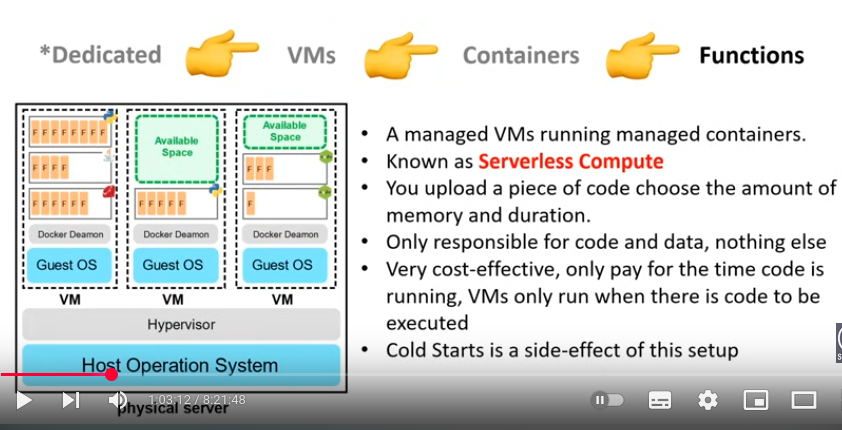 *Dedicated VMs Containers Functions
F F F F F F F F
F F F F
F F F F F F
Docker Deamon
Guest OS
VM
Available
Space
F F F F F
Docker Deamon
Guest OS
VM
Available
Space
F F F
F
Docker Deamon
Guest OS
VM
Hypervisor
Host Operation System
physical server
• A managed VMs running managed containers.
• Known as Serverless Compute
• You upload a piece of code choose the amount of
memory and duration.
• Only responsible for code and data, nothing else
• Very cost-effective, only pay for the time code is
running, VMs only run when there is code to be
executed
• Cold Starts is a side-effect of this setup
1:03:12 / 8:21:48